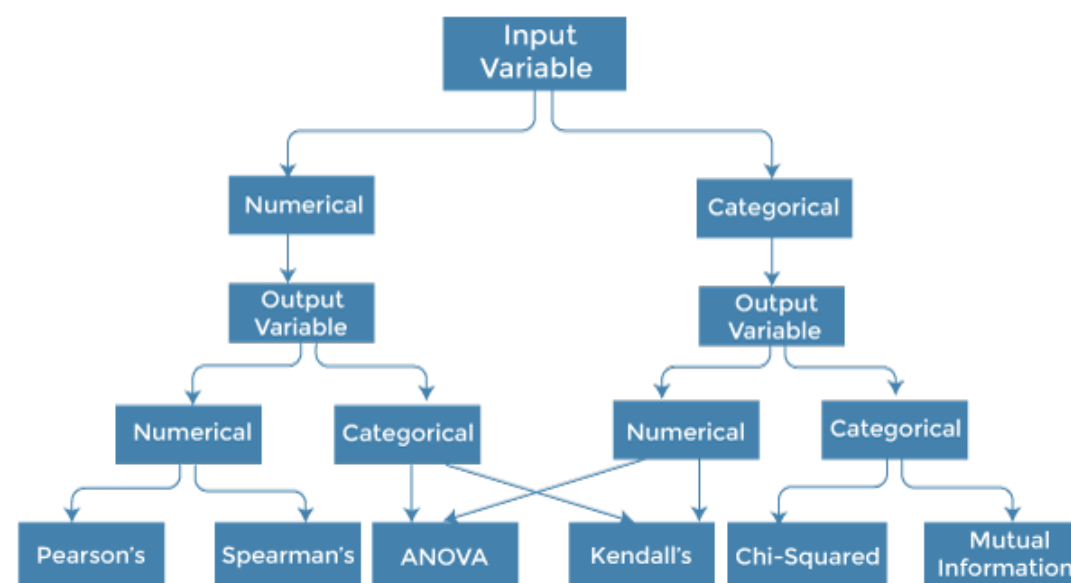 Input
Variable
Numerical
Categorical
Output
Variable
Output
Variable
Numerical
Categorical
Numerical
Categorical
Pearson's
Spearman's
ANOVA
Kendall's
Chi-Squared
Mutual
Information